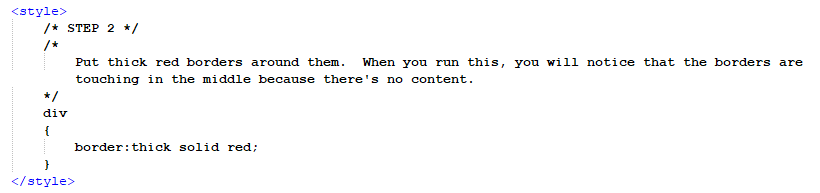 <style>
/* STEP 2 */
/*
Put thick red borders around them.  When you run this, you will notice that the borders are
touching in the middle because there's no content.
*/
div
{
border:thick solid red;
}
</style>